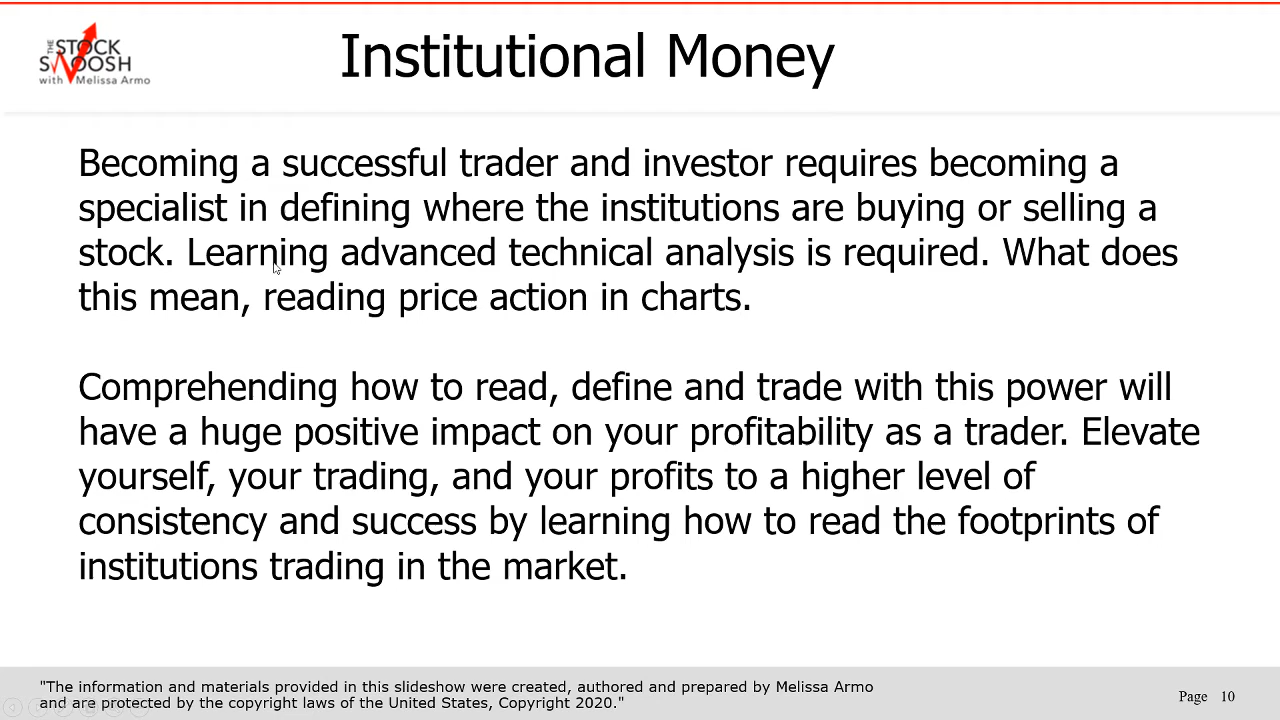 THE STOCK
SWOOSH
with Melissa Armo
Institutional Money
Becoming a successful trader and investor requires becoming a
specialist in defining where the institutions are buying or selling a
stock. Learning advanced technical analysis is required. What does
this mean, reading price action in charts.
Comprehending how to read, define and trade with this power will
have a huge positive impact on your profitability as a trader. Elevate
yourself, your trading, and your profits to a higher level of
consistency and success by learning how to read the footprints of
institutions trading in the market.
"The information and materials provided in this slideshow were created, authored and prepared by Melissa Armo
and are protected by the copyright laws of the United States, Copyright 2020."
Page 10